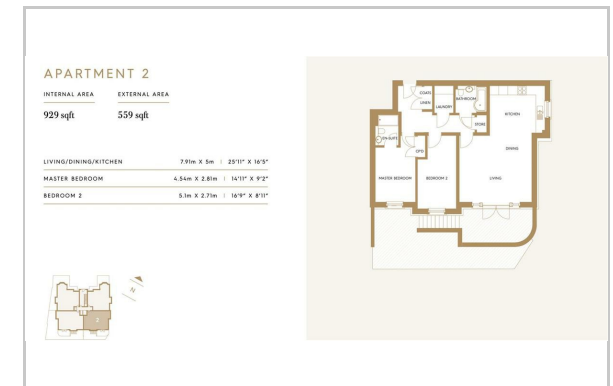 APARTMENT 2
INTERNAL AREA EXTERNAL AREA
929 sqft 559 sqft
LIVING/DINING/KITCHEN 7.91m X 5m | 25'11" X 16'5"
MASTER BEDROOM 4.54m X 2.81m | 14'11" X 9'2"
BEDROOM 2 5.1m X 2.71m | 16'9" X 8'11"
N
2
COATS
LINEN
LAUNDRY
BATHROOM
STORE
KITCHEN
EN SUITE
CPD
DINING
MASTER BEDROOM
BEDROOM 2
LIVING